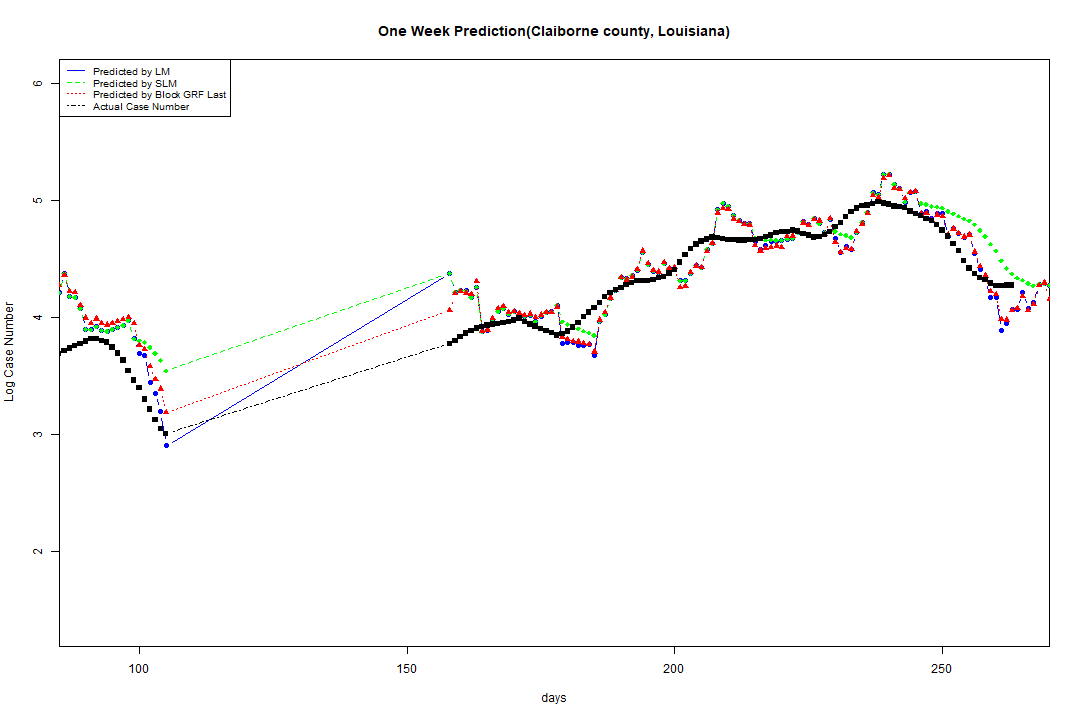 One Week Prediction(Claiborne county, Louisiana)
Predicted by LM
Predicted by SLM
Predicted by Block GRF Last
Actual Case Number
6
5
4
3
2
Log Case Number
100 150 200 250
days